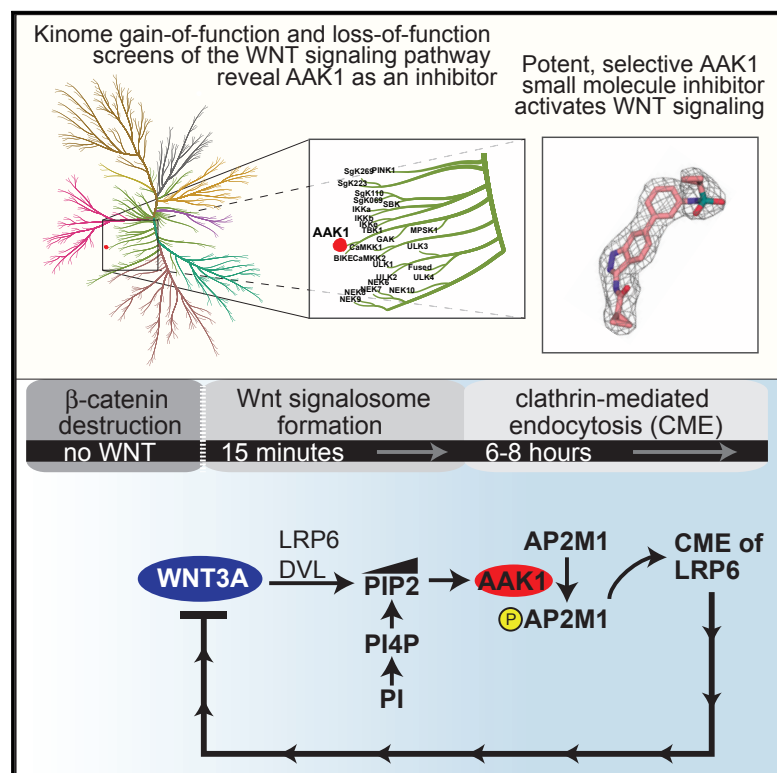 Kinome gain-of-function and loss-of-function
screens of the WNT signaling pathway
reveal AAK1 as an inhibitor
Potent, selective AAK1
small molecule inhibitor
activates WNT signaling
SgK269 PINK1
SgK223
SgK110
SgK069 SBK
IKKa
IKKb
IKKe
TBK1 MPSK1
AAK1 GAK ULK3
CaMKK1
BIKE CaMKK2
ULK1 Fused
ULK2 ULK4
NEK6
NEK7 NEK10
NEK8
NEK9
β-catenin
destruction
no WNT
Wnt signalosome
formation
15 minutes
clathrin-mediated
endocytosis (CME)
6-8 hours
LRP6
DVL
WNT3A
PIP2
PI4P
PI
AAK1
AP2M1
P AP2M1
CME of
LRP6